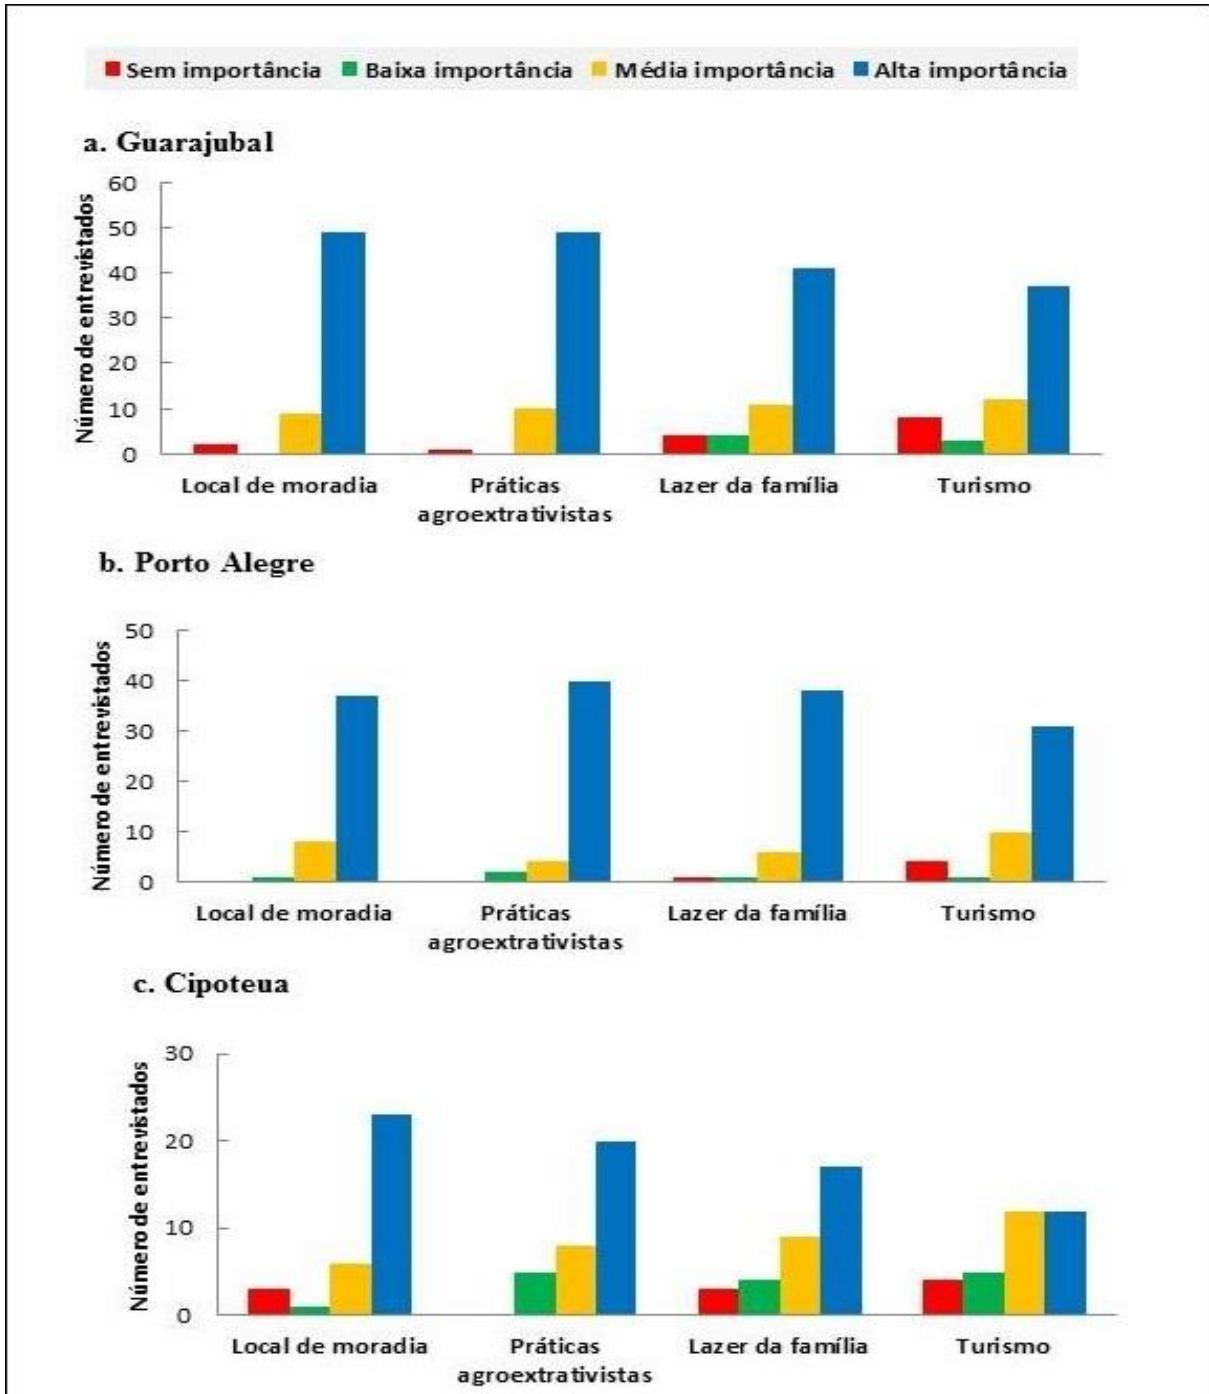 Sem importância Baixa importância Média importância Alta importância
a. Guarajubal
Número de entrevistados
60
50
40
30
20
10
0
Local de moradia Práticas agroextrativistas Lazer da família Turismo
b. Porto Alegre
Número de entrevistados
50
40
30
20
10
0
Local de moradia Práticas agroextrativistas Lazer da família Turismo
c. Cipoteua
Número de entrevistados
30
20
10
0
Local de moradia Práticas agroextrativistas Lazer da família Turismo